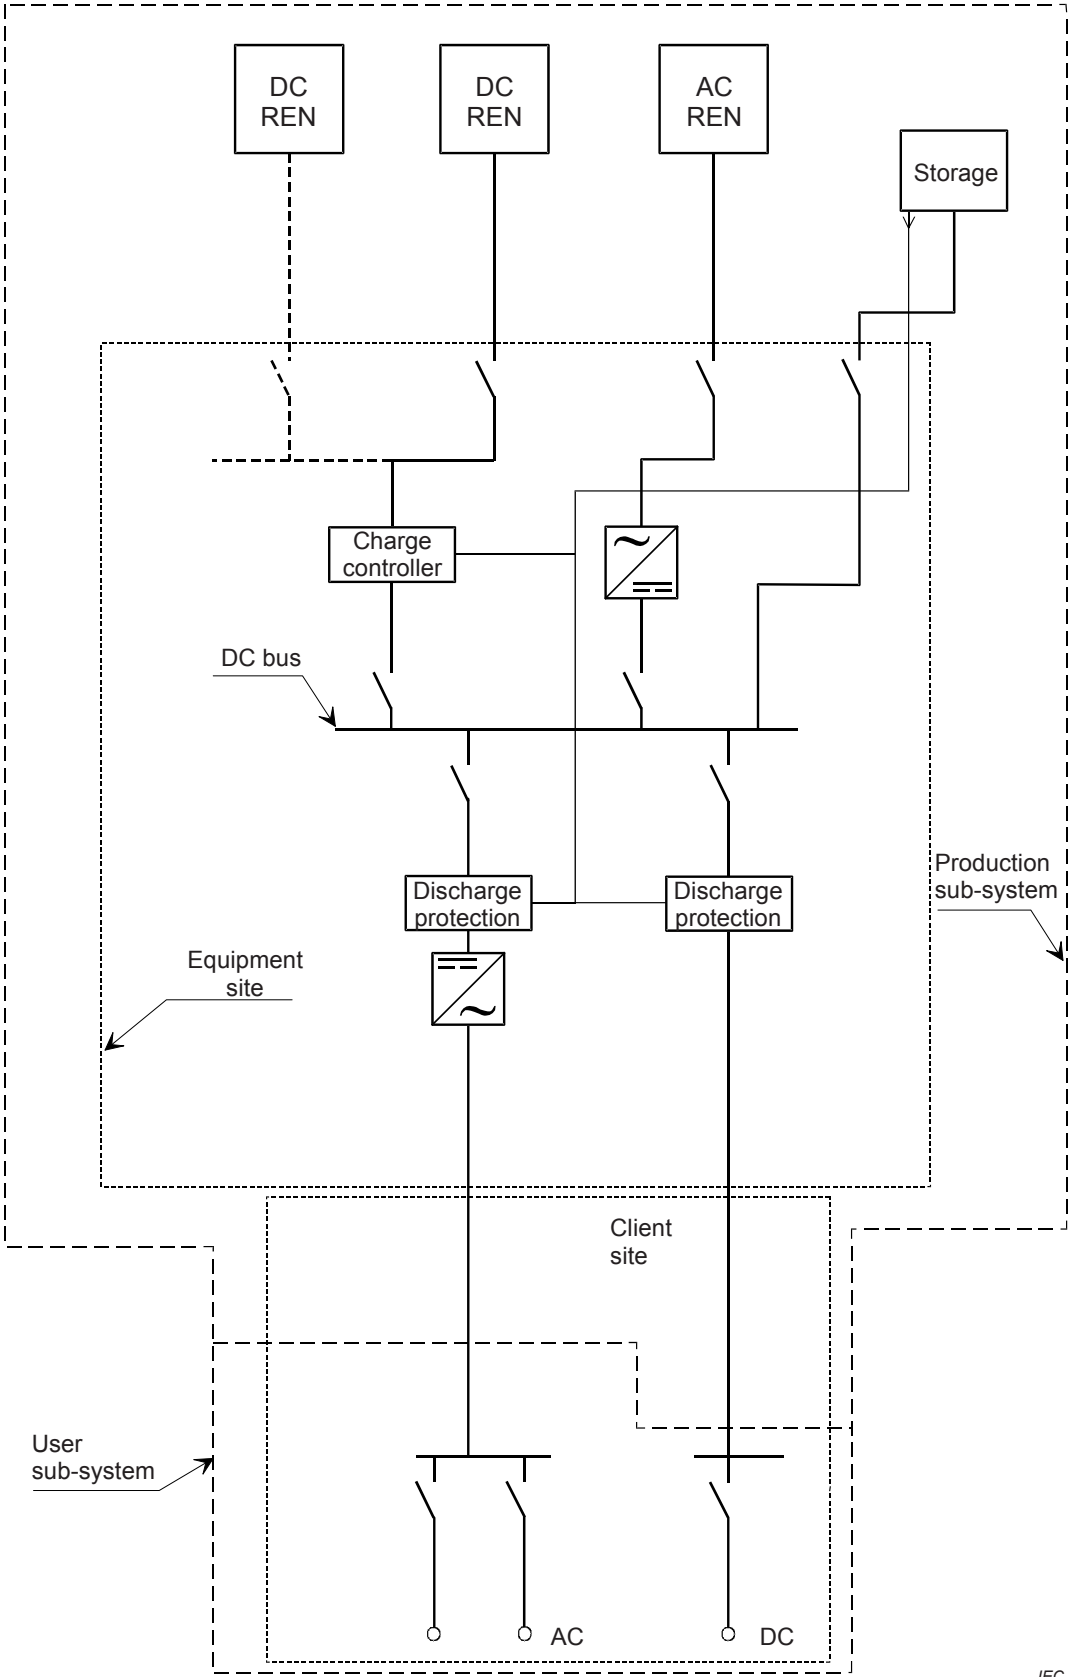 DC
REN
DC
REN
AC
REN
Storage
Charge
controller
DC bus
Discharge
protection
Discharge
protection
Production
sub-system
Equipment
site
Client
site
User
sub-system
AC
DC
IEC